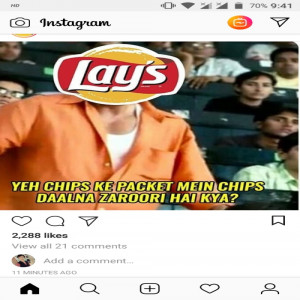 HD 70% 9:41
Instagram
Lay's
YEH CHIPS KE PACKET MEIN CHIPS
DAALNA ZAROORI HAI KYA?
2,288 likes
View all 21 comments
Add a comment...
11 MINUTES AGO